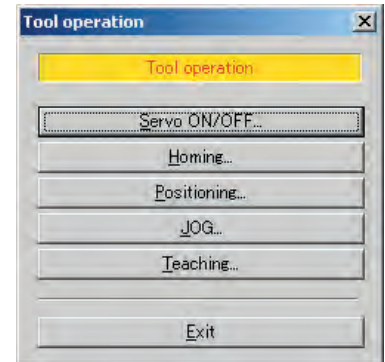 Tool operation
Tool operation
Servo ON/OFF...
Homing...
Positioning...
JOG...
Teaching...
Exit